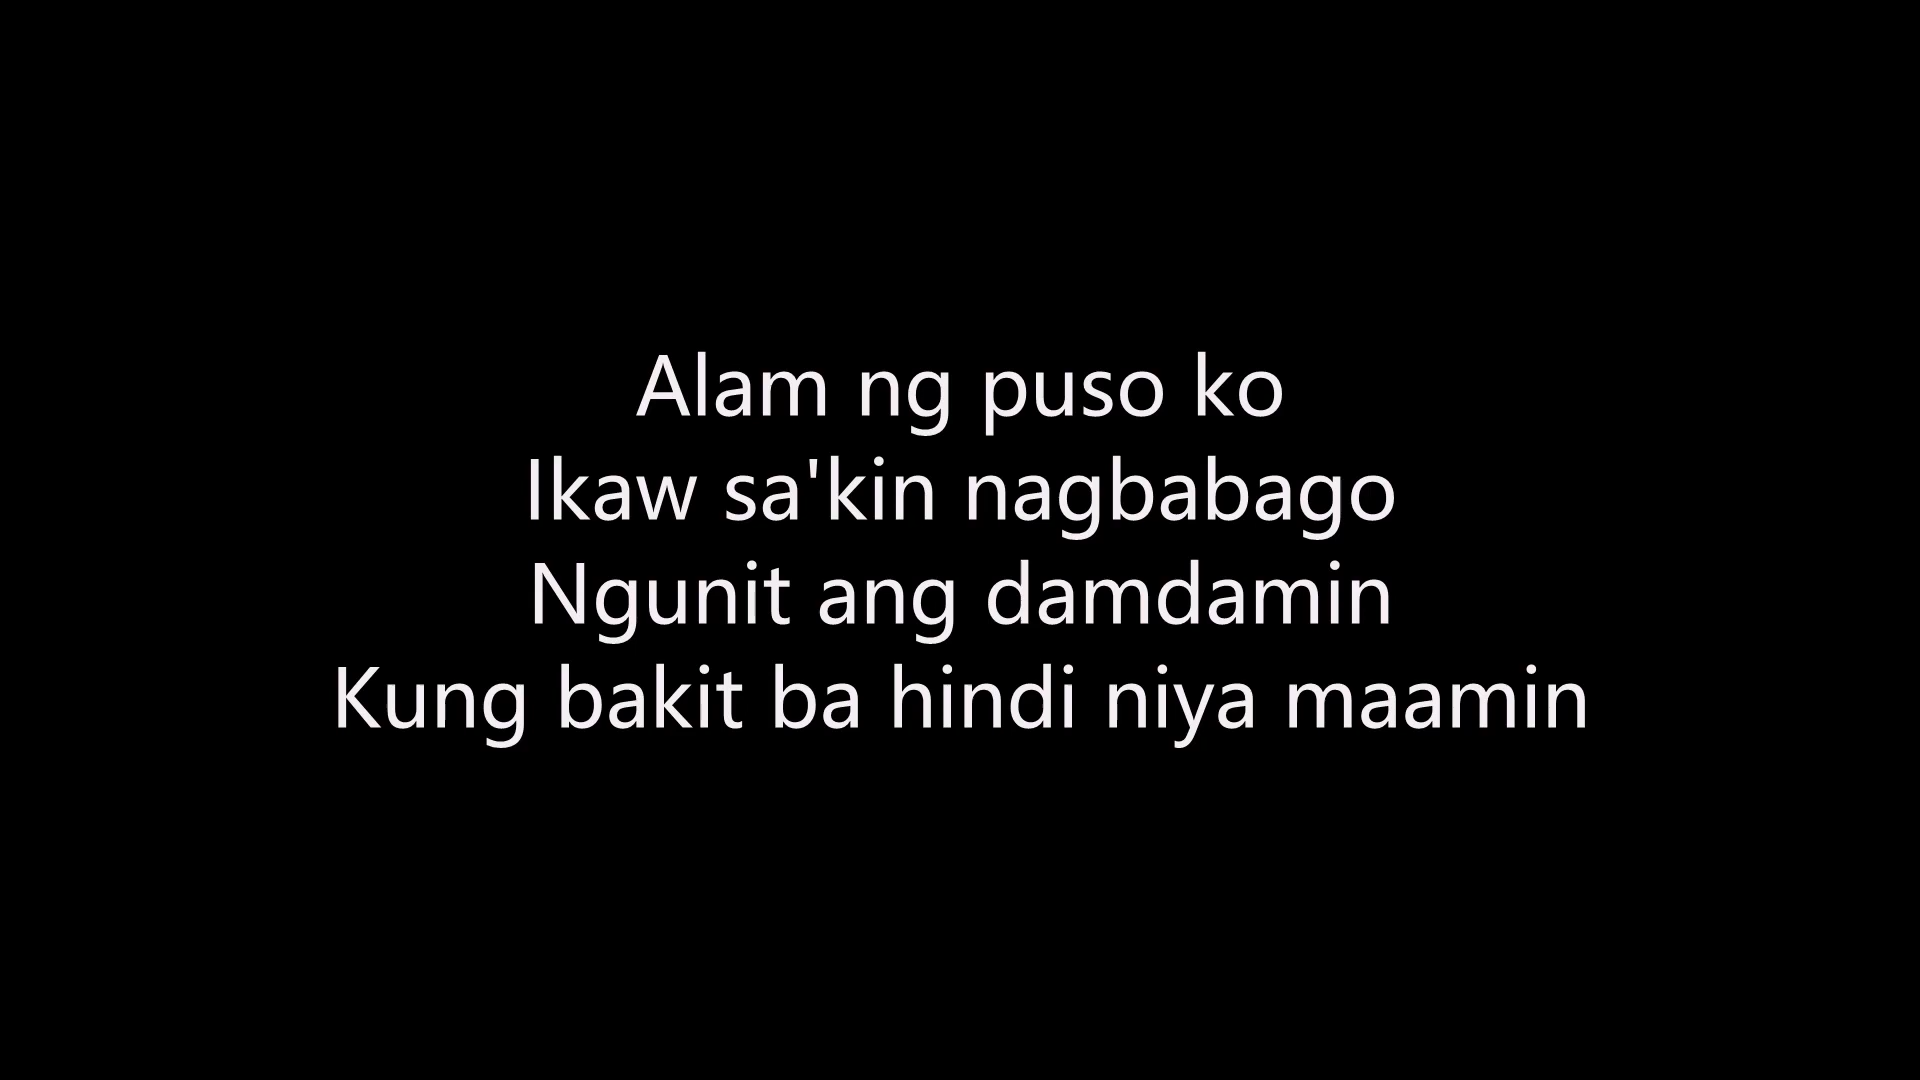 Alam ng puso ko
Ikaw sa'kin nagbabago
Ngunit ang damdamin
Kung bakit ba hindi niya maamin